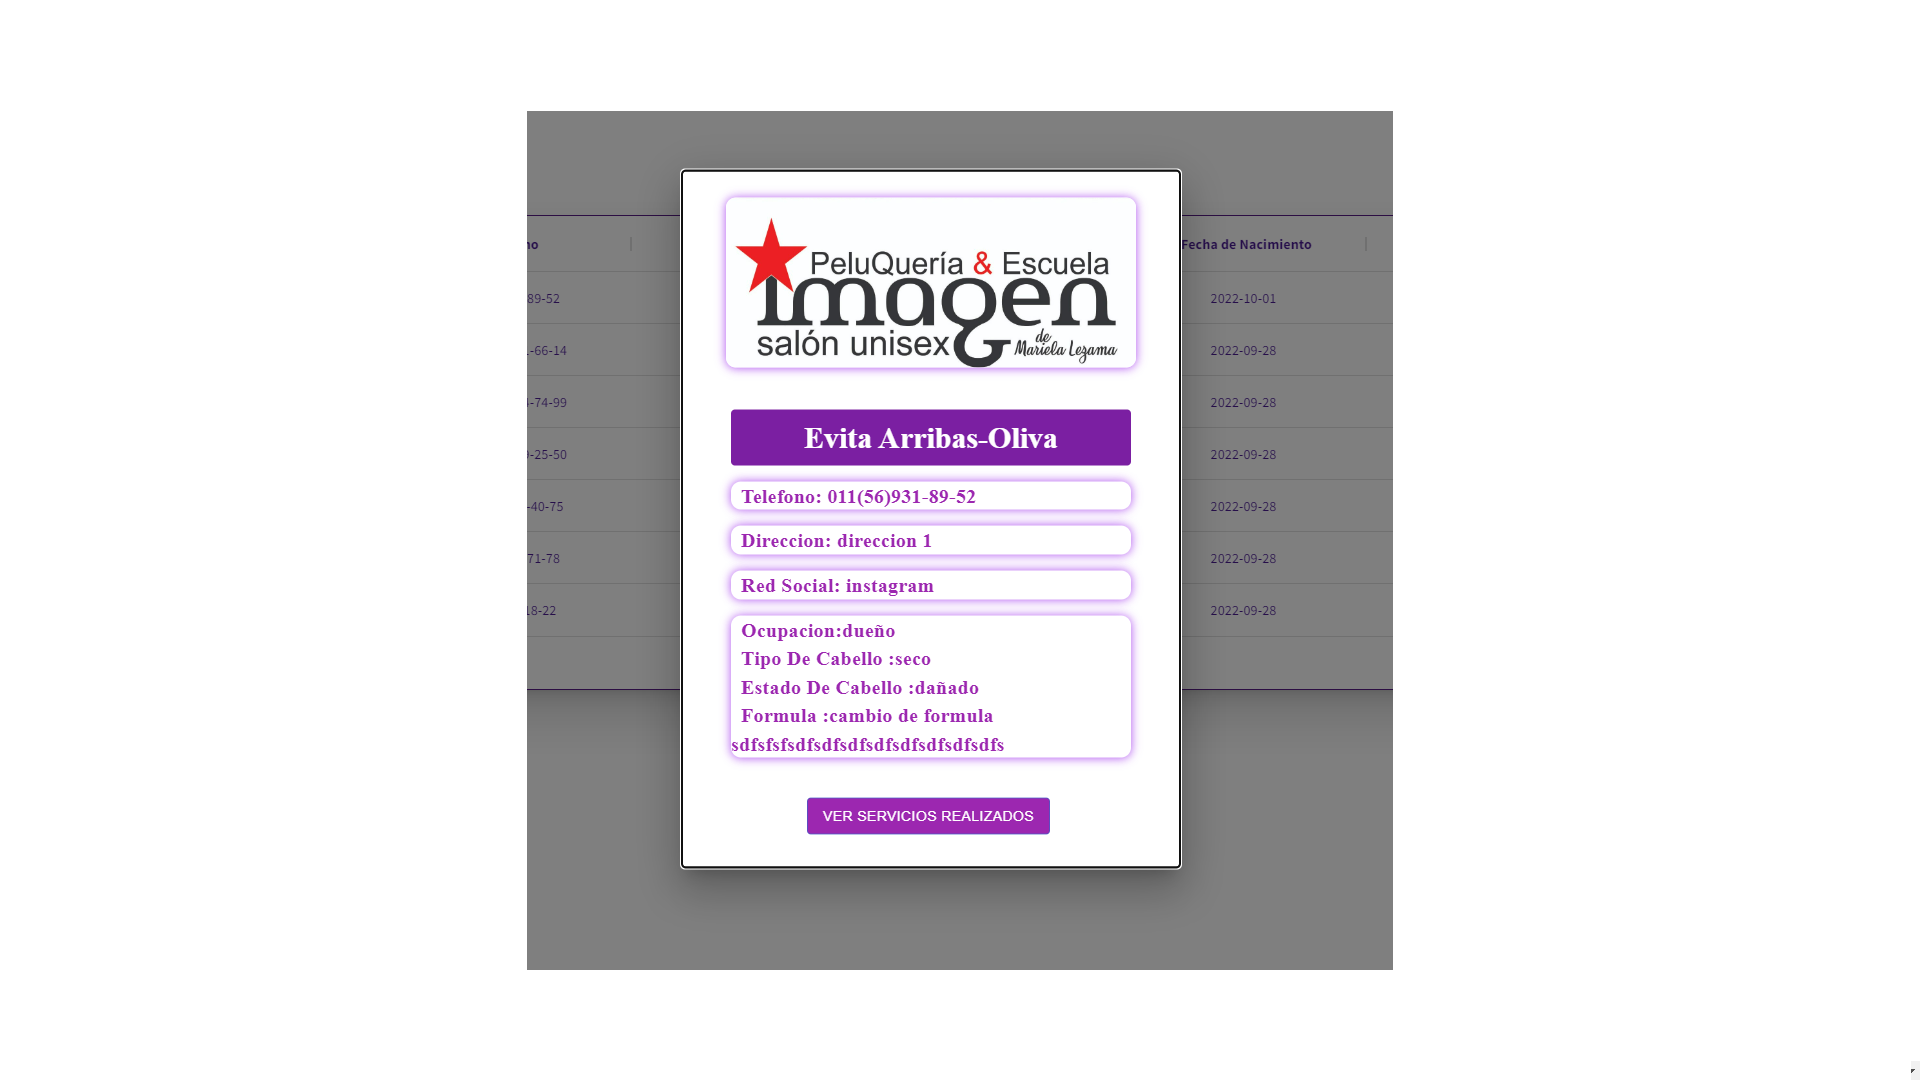 PeluQuería & Escuela
imagen
salón unisex
de
Mariela Lezama
Evita Arribas-Oliva
Telefono: 011(56)931-89-52
Direccion: direccion 1
Red Social: instagram
Ocupacion:dueño
Tipo De Cabello :seco
Estado De Cabello :dañado
Formula :cambio de formula
sdfsfsfsdfsdfsdfsdfsdfsdfsdfsdfs
VER SERVICIOS REALIZADOS
Fecha de Nacimiento
89-52 2022-10-01
-66-14 2022-09-28
-74-99 2022-09-28
-25-50 2022-09-28
-40-75 2022-09-28
71-78 2022-09-28
18-22 2022-09-28